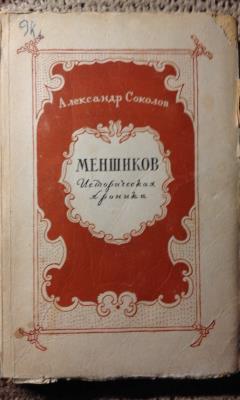 Александр Соколов
МЕНШИКОВ
Историческая
хроника